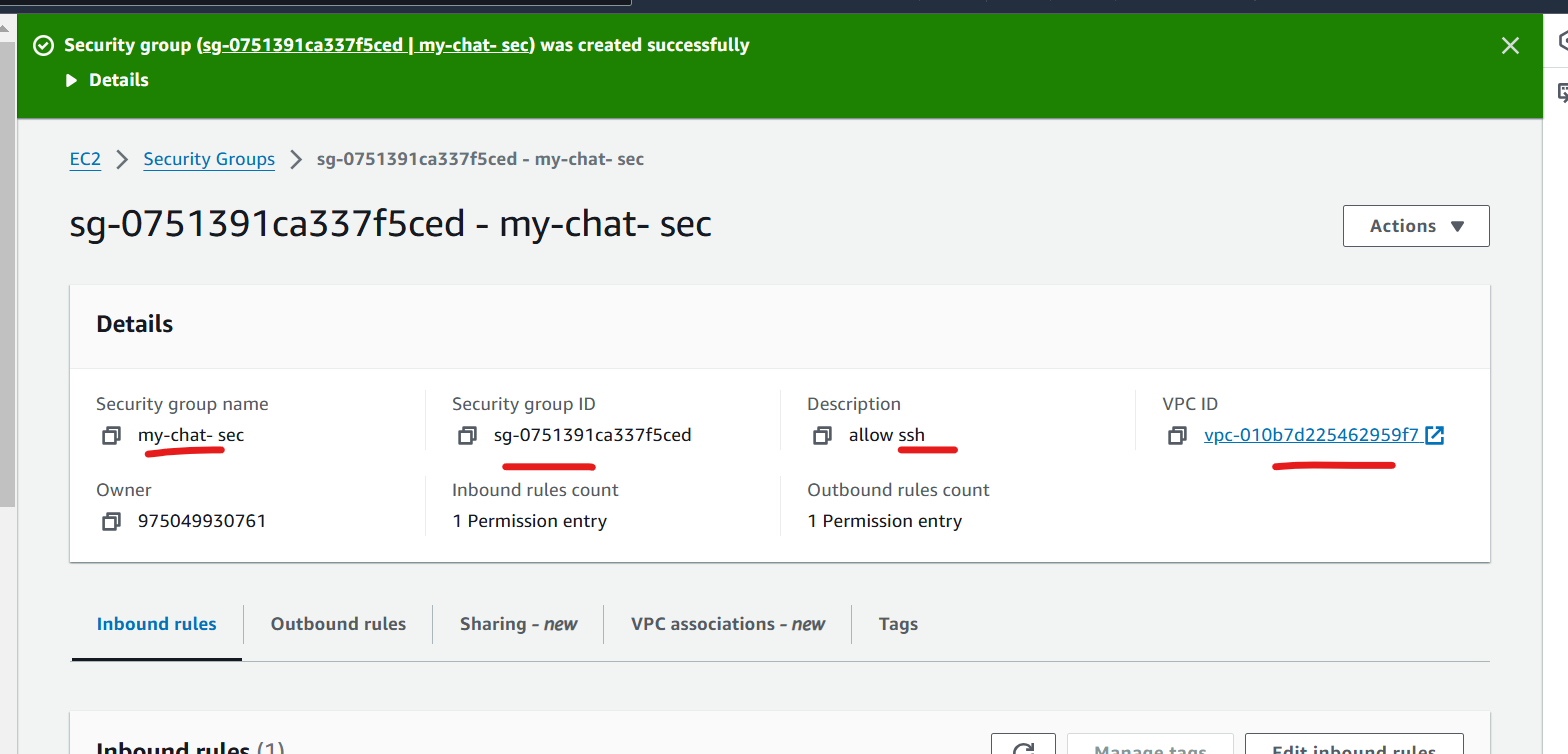 Security group (sg-0751391ca337f5ced | my-chat- sec) was created successfully
Details
EC2 Security Groups sg-0751391ca337f5ced - my-chat- sec
sg-0751391ca337f5ced - my-chat- sec
Actions
Details
Security group name Security group ID Description VPC ID
my-chat- sec sg-0751391ca337f5ced allow ssh vpc-010b7d225462959f7
Owner Inbound rules count Outbound rules count
975049930761 1 Permission entry 1 Permission entry
Inbound rules Outbound rules Sharing - new VPC associations - new Tags
Inbound rules (1) Manage tags Edit inbound rules